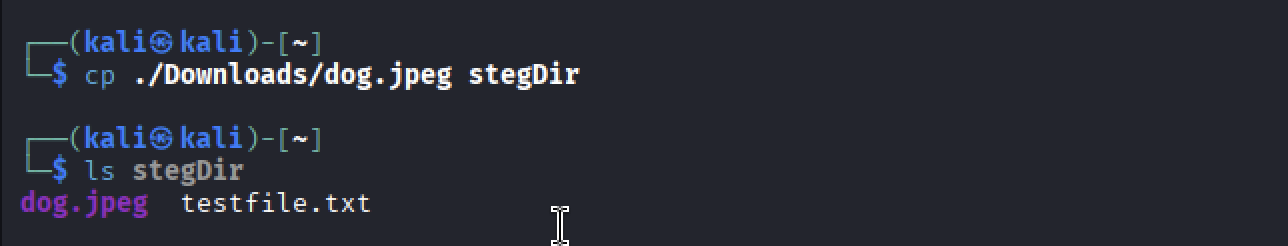 ┌──(kali㉿kali)-[~]
└─$ cp ./Downloads/dog.jpeg stegDir
┌──(kali㉿kali)-[~]
└─$ ls stegDir
dog.jpeg  testfile.txt